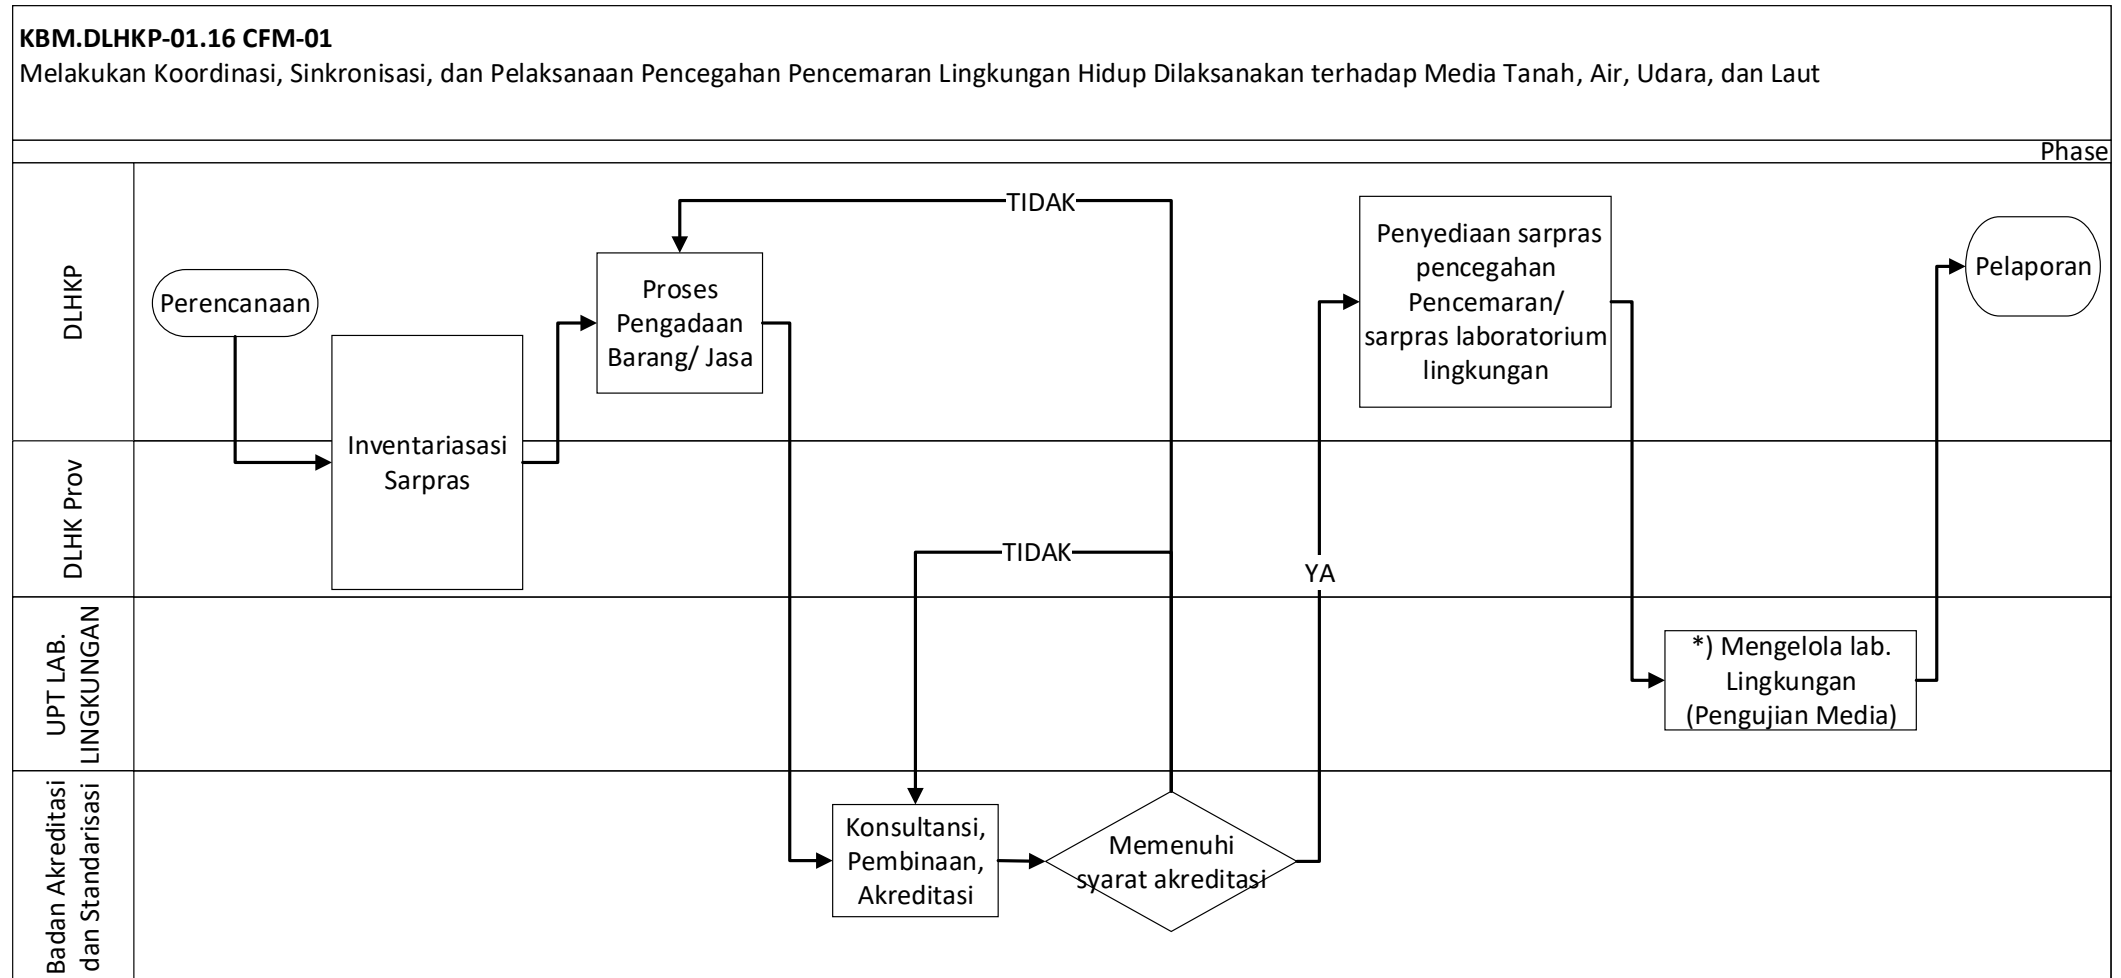 KBM.DLHKP-01.16 CFM-01
Melakukan Koordinasi, Sinkronisasi, dan Pelaksanaan Pencegahan Pencemaran Lingkungan Hidup Dilaksanakan terhadap Media Tanah, Air, Udara, dan Laut
Phase
DLHKP
Perencanaan
Proses
Pengadaan
Barang/ Jasa
TIDAK
Penyediaan sarpras
pencegahan
Pencemaran/
sarpras laboratorium
lingkungan
Pelaporan
DLHK Prov
Inventariasasi
Sarpras
TIDAK
YA
UPT LAB.
LINGKUNGAN
*) Mengelola lab.
Lingkungan
(Pengujian Media)
Badan Akreditasi
dan Standarisasi
Konsultansi,
Pembinaan,
Akreditasi
Memenuhi
syarat akreditasi